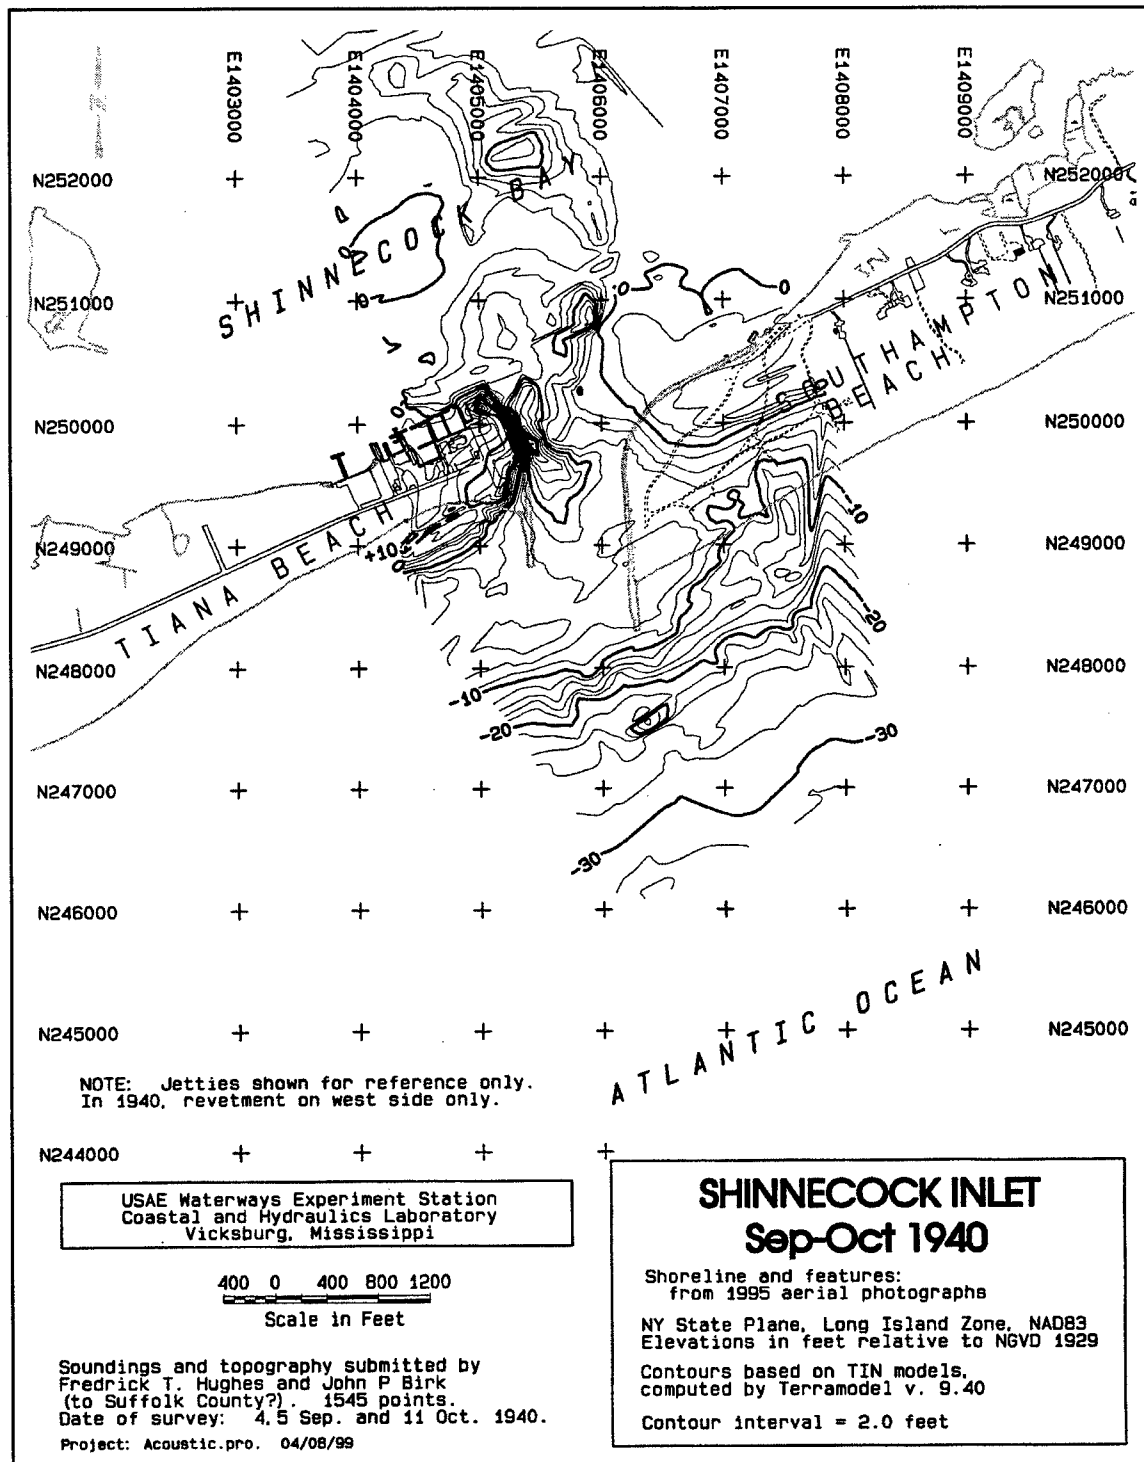 E1403000
E1404000
E1405000
E1406000
E1407000
E1408000
E1409000
N252000
N252000
SHINNECOCK BAY
N251000
N251000
0
0
0
IN
SOUTHAMPTON
BEACH
N250000
N250000
0
-10
N249000
N249000
+10
0
TIANA BEACH
-20
N248000
N248000
-10
-20
-30
N247000
N247000
-30
N246000
N246000
ATLANTIC OCEAN
N245000
N245000
NOTE: Jetties shown for reference only.
In 1940, revetment on west side only.
N244000
USAE Waterways Experiment Station
Coastal and Hydraulics Laboratory
Vicksburg, Mississippi
400 0 400 800 1200
Scale in Feet
Soundings and topography submitted by
Fredrick T. Hughes and John P Birk
(to Suffolk County?). 1545 points.
Date of survey: 4,5 Sep. and 11 Oct. 1940.
Project: Acoustic.pro. 04/08/99
SHINNECOCK INLET
Sep-Oct 1940
Shoreline and features:
from 1995 aerial photographs
NY State Plane, Long Island Zone, NAD83
Elevations in feet relative to NGVD 1929
Contours based on TIN models,
computed by Terramodel v. 9.40
Contour interval = 2.0 feet